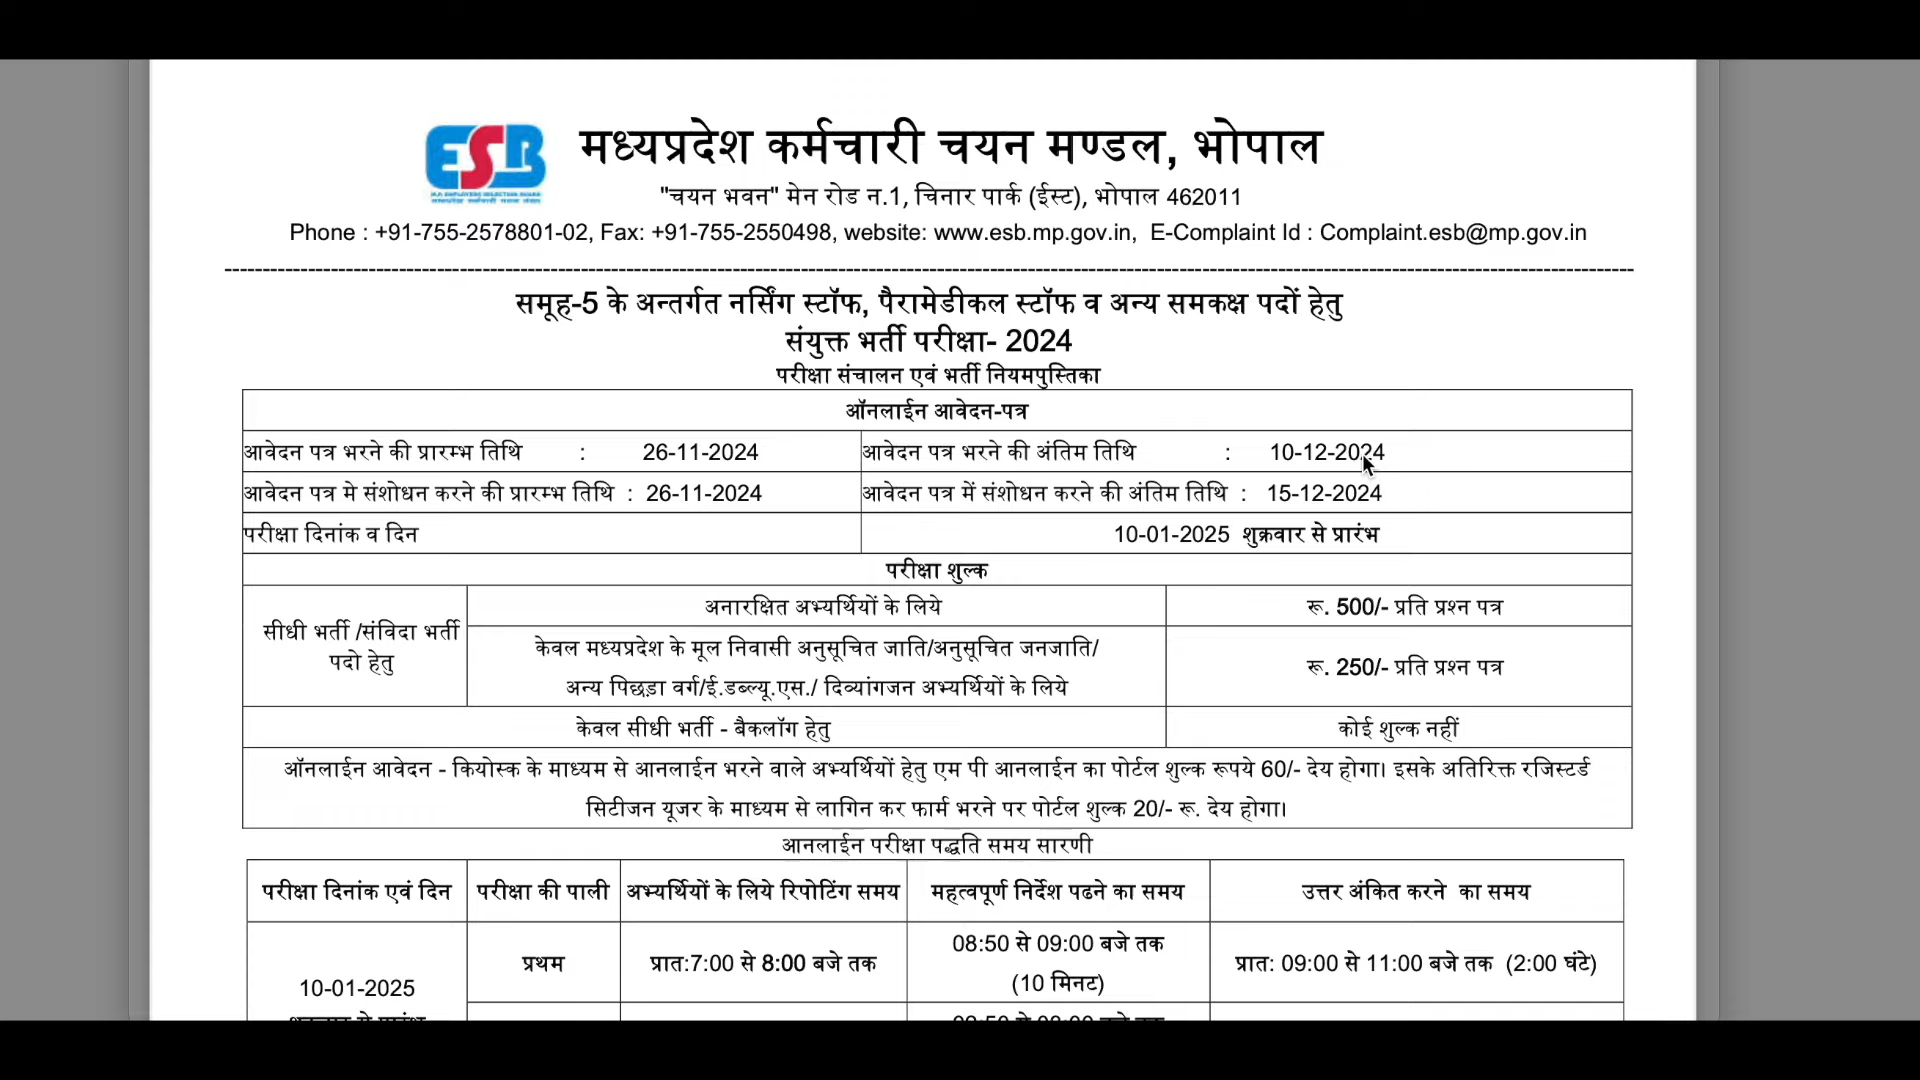 ESB
मध्यप्रदेश कर्मचारी चयन मण्डल, भोपाल
"चयन भवन" मेन रोड न.1, चिनार पार्क (ईस्ट), भोपाल 462011
Phone : +91-755-2578801-02, Fax: +91-755-2550498, website: www.esb.mp.gov.in, E-Complaint Id : Complaint.esb@mp.gov.in
समूह-5 के अन्तर्गत नर्सिंग स्टॉफ, पैरामेडीकल स्टॉफ व अन्य समकक्ष पदों हेतु
संयुक्त भर्ती परीक्षा- 2024
परीक्षा संचालन एवं भर्ती नियमपुस्तिका
ऑनलाईन आवेदन-पत्र
आवेदन पत्र भरने की प्रारम्भ तिथि : 26-11-2024 आवेदन पत्र भरने की अंतिम तिथि : 10-12-2024
आवेदन पत्र मे संशोधन करने की प्रारम्भ तिथि : 26-11-2024 आवेदन पत्र में संशोधन करने की अंतिम तिथि : 15-12-2024
परीक्षा दिनांक व दिन 10-01-2025 शुक्रवार से प्रारंभ
परीक्षा शुल्क
सीधी भर्ती /संविदा भर्ती
पदो हेतु
अनारक्षित अभ्यर्थियों के लिये रू. 500/- प्रति प्रश्न पत्र
केवल मध्यप्रदेश के मूल निवासी अनुसूचित जाति/अनुसूचित जनजाति/
अन्य पिछड़ा वर्ग/ई.डब्ल्यू.एस./ दिव्यांगजन अभ्यर्थियों के लिये
रू. 250/- प्रति प्रश्न पत्र
केवल सीधी भर्ती - बैकलॉग हेतु कोई शुल्क नहीं
ऑनलाईन आवेदन - कियोस्क के माध्यम से आनलाईन भरने वाले अभ्यर्थियों हेतु एम पी आनलाईन का पोर्टल शुल्क रूपये 60/- देय होगा। इसके अतिरिक्त रजिस्टर्ड
सिटीजन यूजर के माध्यम से लागिन कर फार्म भरने पर पोर्टल शुल्क 20/- रू. देय होगा।
आनलाईन परीक्षा पद्धति समय सारणी
परीक्षा दिनांक एवं दिन परीक्षा की पाली अभ्यर्थियों के लिये रिपोटिंग समय महत्वपूर्ण निर्देश पढने का समय उत्तर अंकित करने का समय
10-01-2025
प्रथम प्रात:7:00 से 8:00 बजे तक
08:50 से 09:00 बजे तक
(10 मिनट)
प्रात: 09:00 से 11:00 बजे तक (2:00 घंटे)